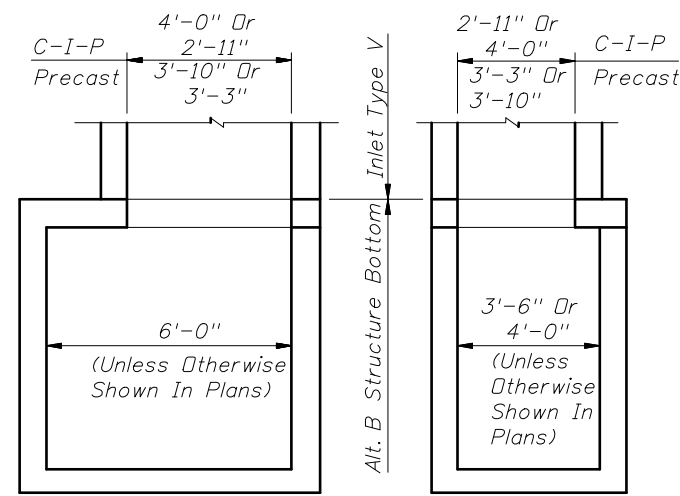 4'-0" Or
2'-11"
C-I-P
Precast
3'-10" Or
3'-3"
Inlet Type V
Alt. B Structure Bottom
2'-11" Or
4'-0"
C-I-P
Precast
3'-3" Or
3'-10"
6'-0"
(Unless Otherwise
Shown In Plans)
3'-6" Or
4'-0"
(Unless
Otherwise
Shown In
Plans)